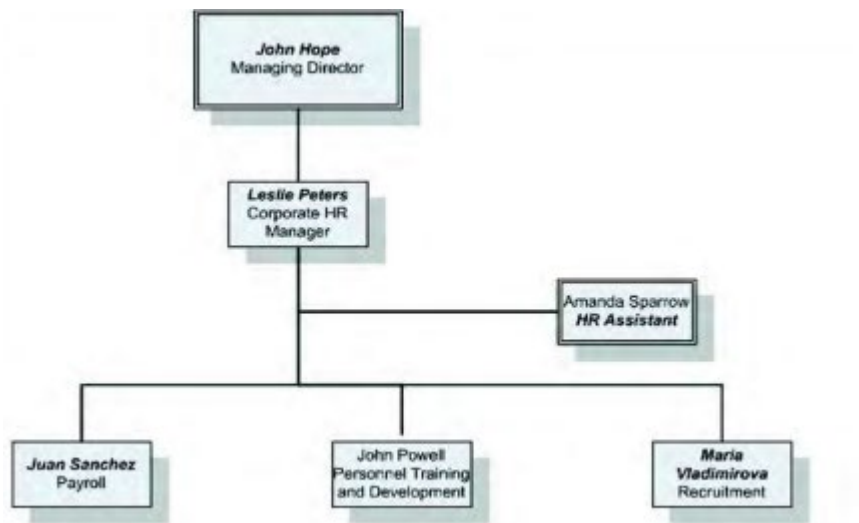 John Hope
Managing Director
Leslie Peters
Corporate HR
Manager
Amanda Sparrow
HR Assistant
Juan Sanchez
Payroll
John Powell
Personnel Training
and Development
Maria
Vladimirova
Recruitment